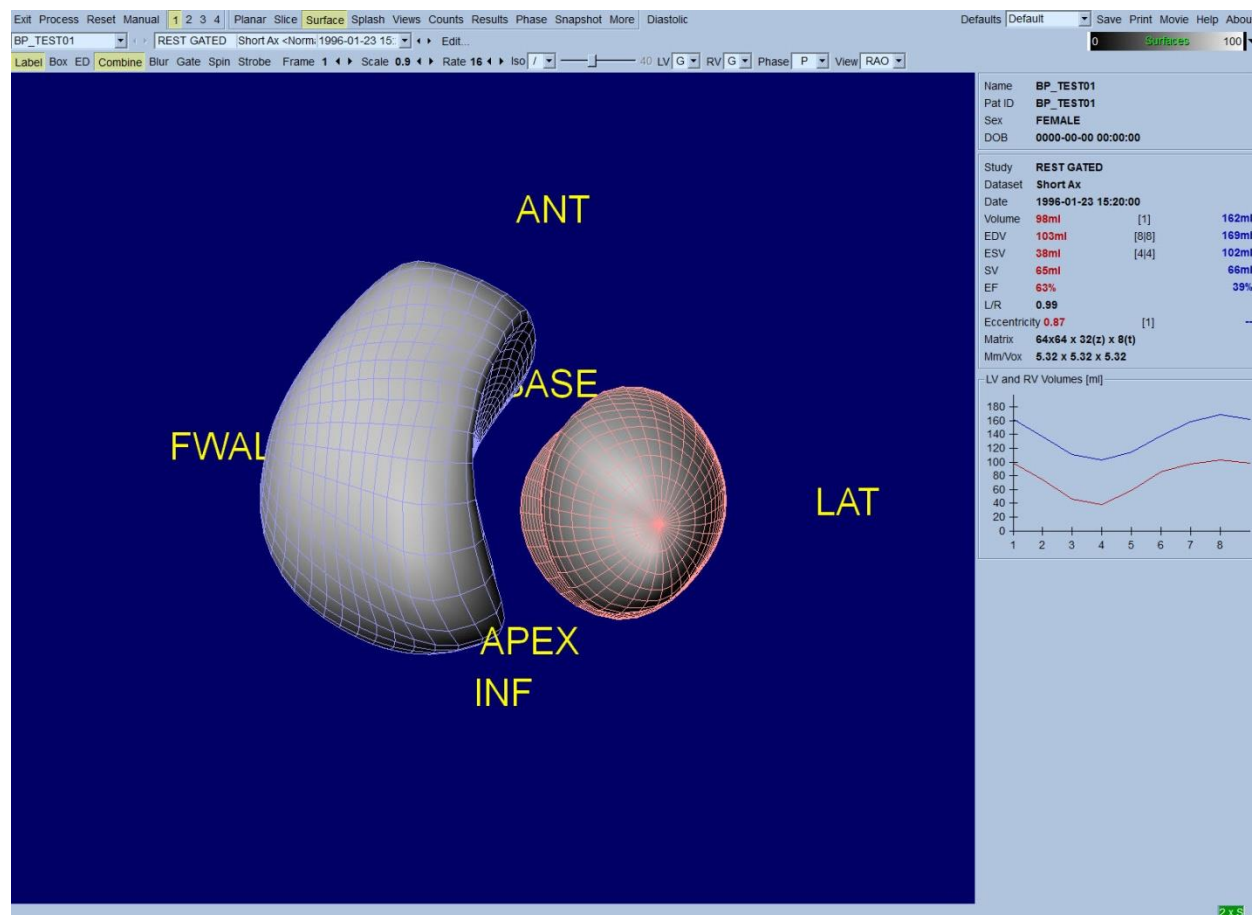 Exit Process Reset Manual 1 2 3 4 Planar Slice Surface Splash Views Counts Results Phase Snapshot More Diastolic Defaults Default Save Print Movie Help Abou
BP_TEST01 REST GATED Short Ax <Norm 1996-01-23 15: Edit... 0 Surfaces 100
Label Box ED Combine Blur Gate Spin Strobe Frame 1 Scale 0.9 Rate 16 Iso / 40 LV G RV G Phase P View RAO
ANT
BASE
FWAL
LAT
APEX
INF
Name BP_TEST01
Pat ID BP_TEST01
Sex FEMALE
DOB 0000-00-00 00:00:00
Study REST GATED
Dataset Short Ax
Date 1996-01-23 15:20:00
Volume 98ml [1] 162ml
EDV 103ml [8|8] 169ml
ESV 38ml [4|4] 102ml
SV 65ml 66ml
EF 63% 39%
L/R 0.99
Eccentricity 0.87 [1] --
Matrix 64x64 x 32(z) x 8(t)
Mm/Vox 5.32 x 5.32 x 5.32
LV and RV Volumes [ml]
180
160
140
120
100
80
60
40
20
0
1 2 3 4 5 6 7 8
2 x S